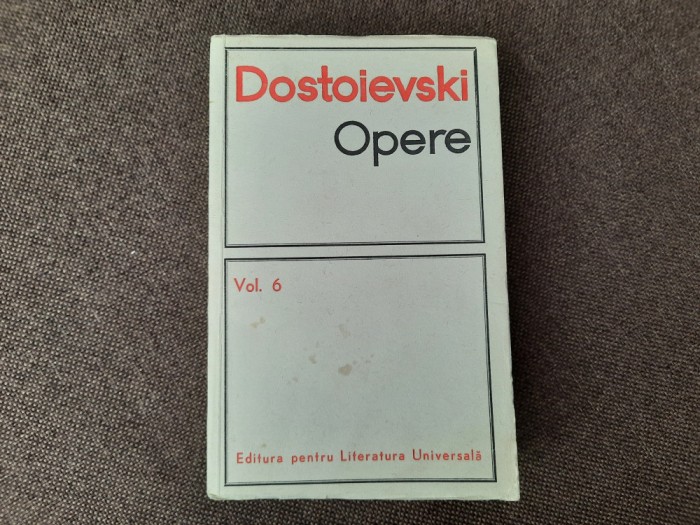 Dostoievski
Opere
Vol. 6
Editura pentru Literatura Universală